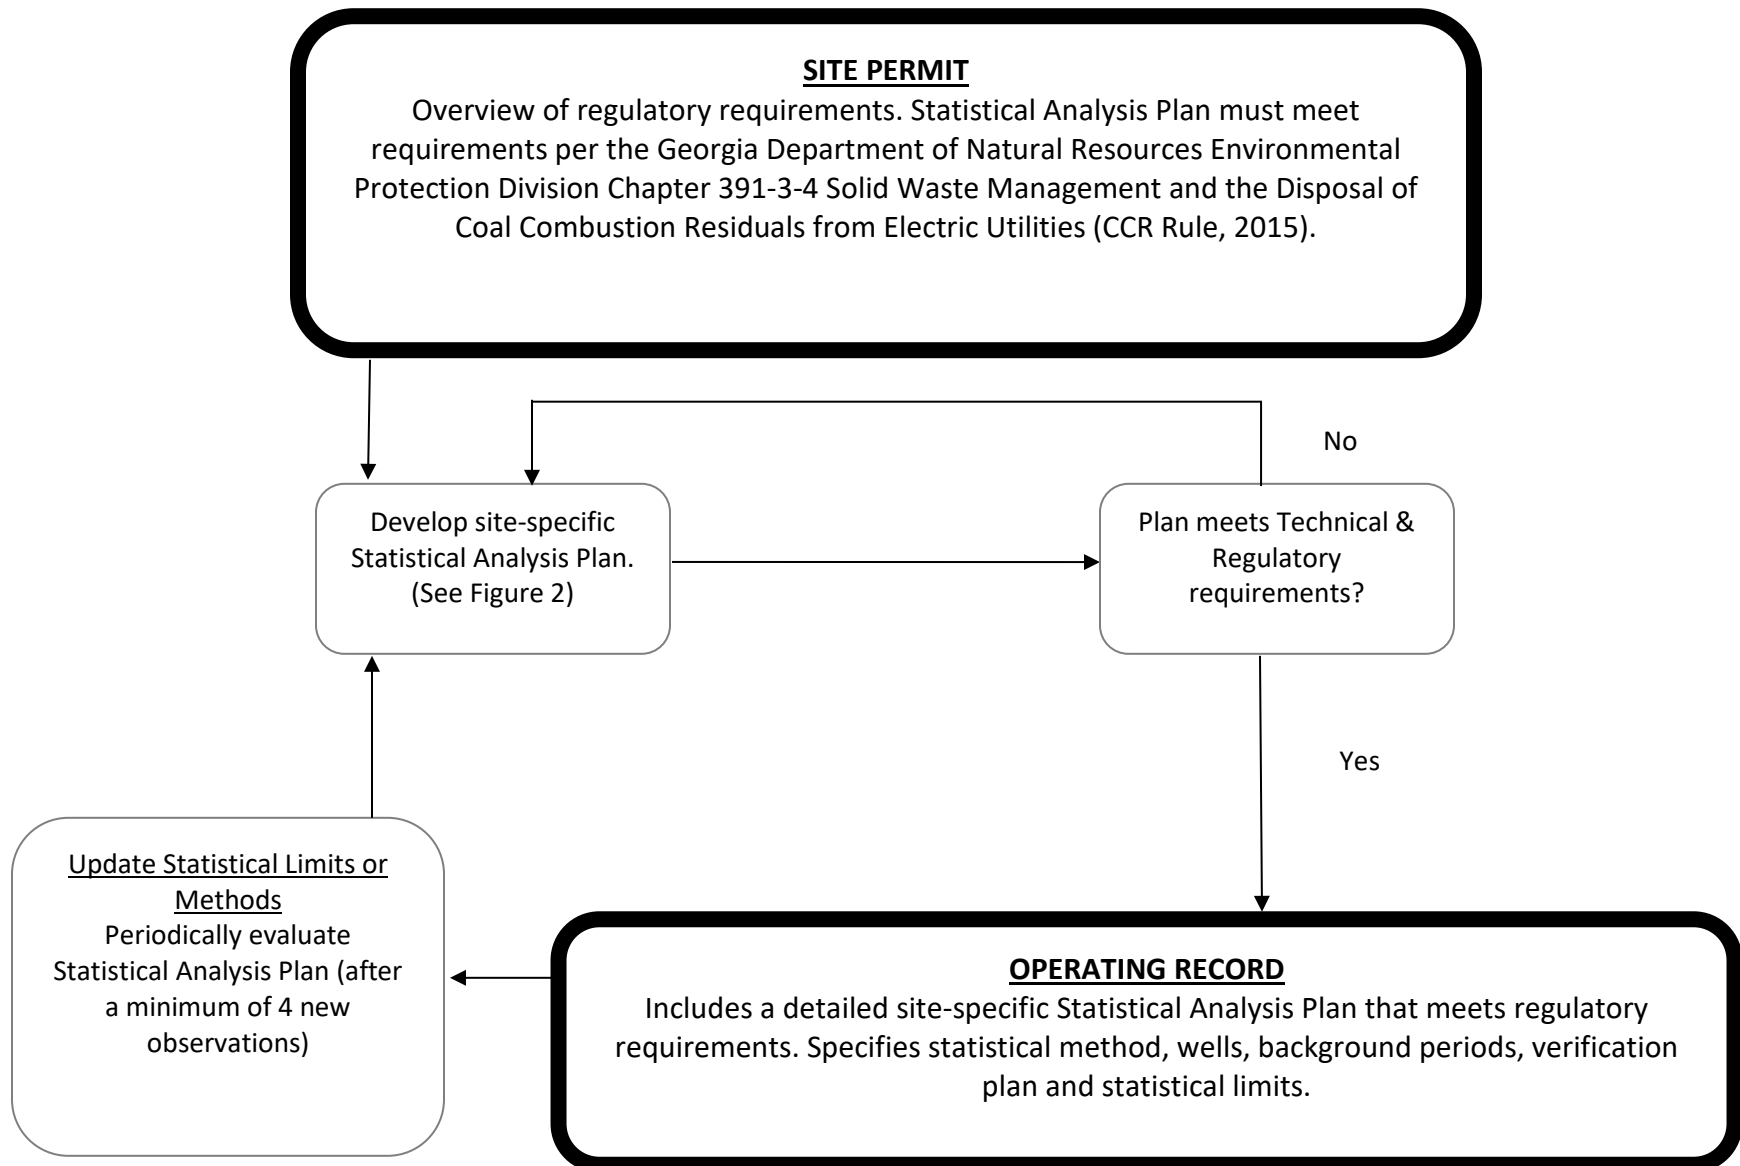 SITE PERMIT
Overview of regulatory requirements. Statistical Analysis Plan must meet
requirements per the Georgia Department of Natural Resources Environmental
Protection Division Chapter 391-3-4 Solid Waste Management and the Disposal of
Coal Combustion Residuals from Electric Utilities (CCR Rule, 2015).
No
Develop site-specific
Statistical Analysis Plan.
(See Figure 2)
Plan meets Technical &
Regulatory
requirements?
Yes
Update Statistical Limits or
Methods
Periodically evaluate
Statistical Analysis Plan (after
a minimum of 4 new
observations)
OPERATING RECORD
Includes a detailed site-specific Statistical Analysis Plan that meets regulatory
requirements. Specifies statistical method, wells, background periods, verification
plan and statistical limits.